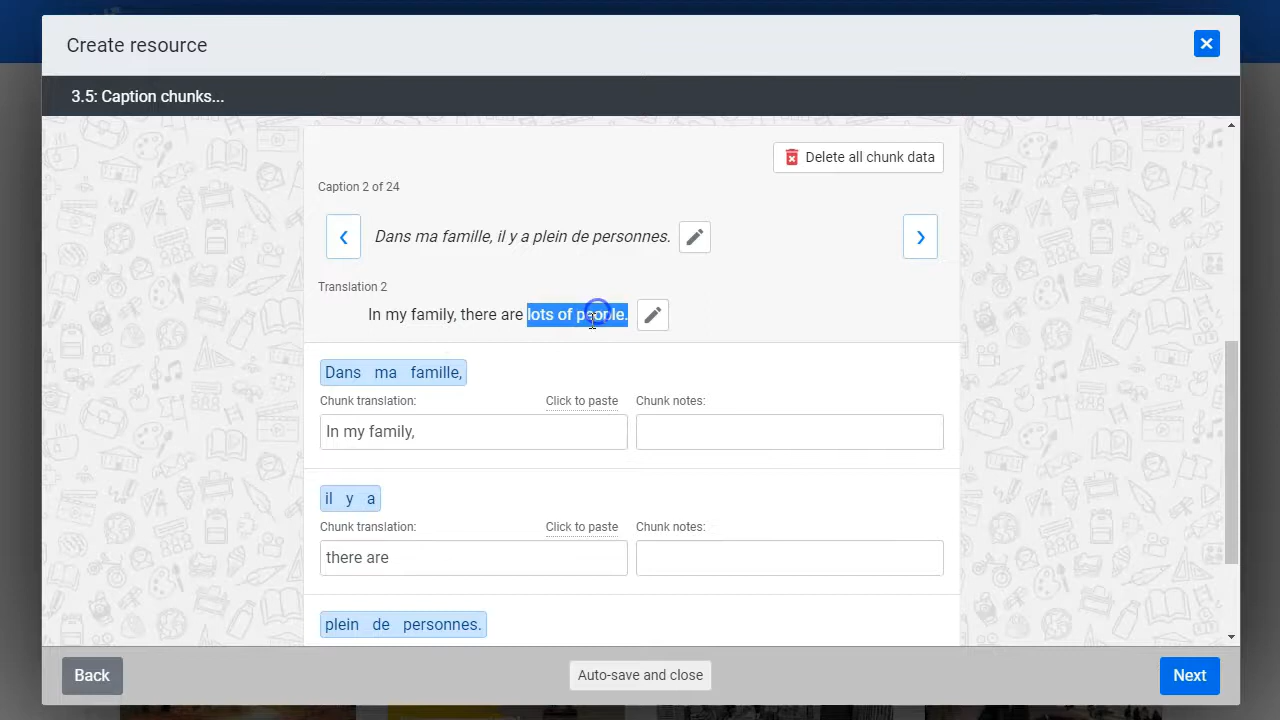 Create resource
3.5: Caption chunks...
Delete all chunk data
Caption 2 of 24
Dans ma famille, il y a plein de personnes.
Translation 2
In my family, there are lots of people.
Dans ma famille,
Chunk translation: Click to paste Chunk notes:
In my family,
il y a
Chunk translation: Click to paste Chunk notes:
there are
plein de personnes.
Back Auto-save and close Next